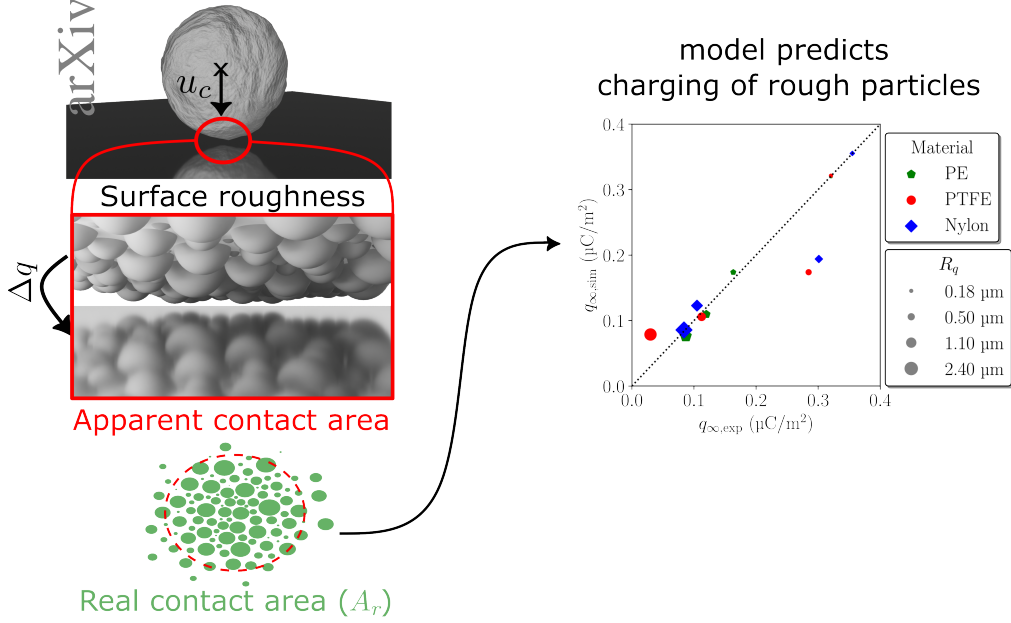 arXiv
u_c
Surface roughness
Δq
Apparent contact area
Real contact area (A_r)
model predicts
charging of rough particles
0.4
0.3
0.2
0.1
0.0
q_∞,sim (µC/m²)
0.0 0.1 0.2 0.3 0.4
q_∞,exp (µC/m²)
Material
PE
PTFE
Nylon
R_q
0.18 µm
0.50 µm
1.10 µm
2.40 µm